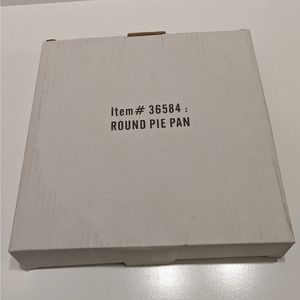 Item# 36584 :
ROUND PIE PAN